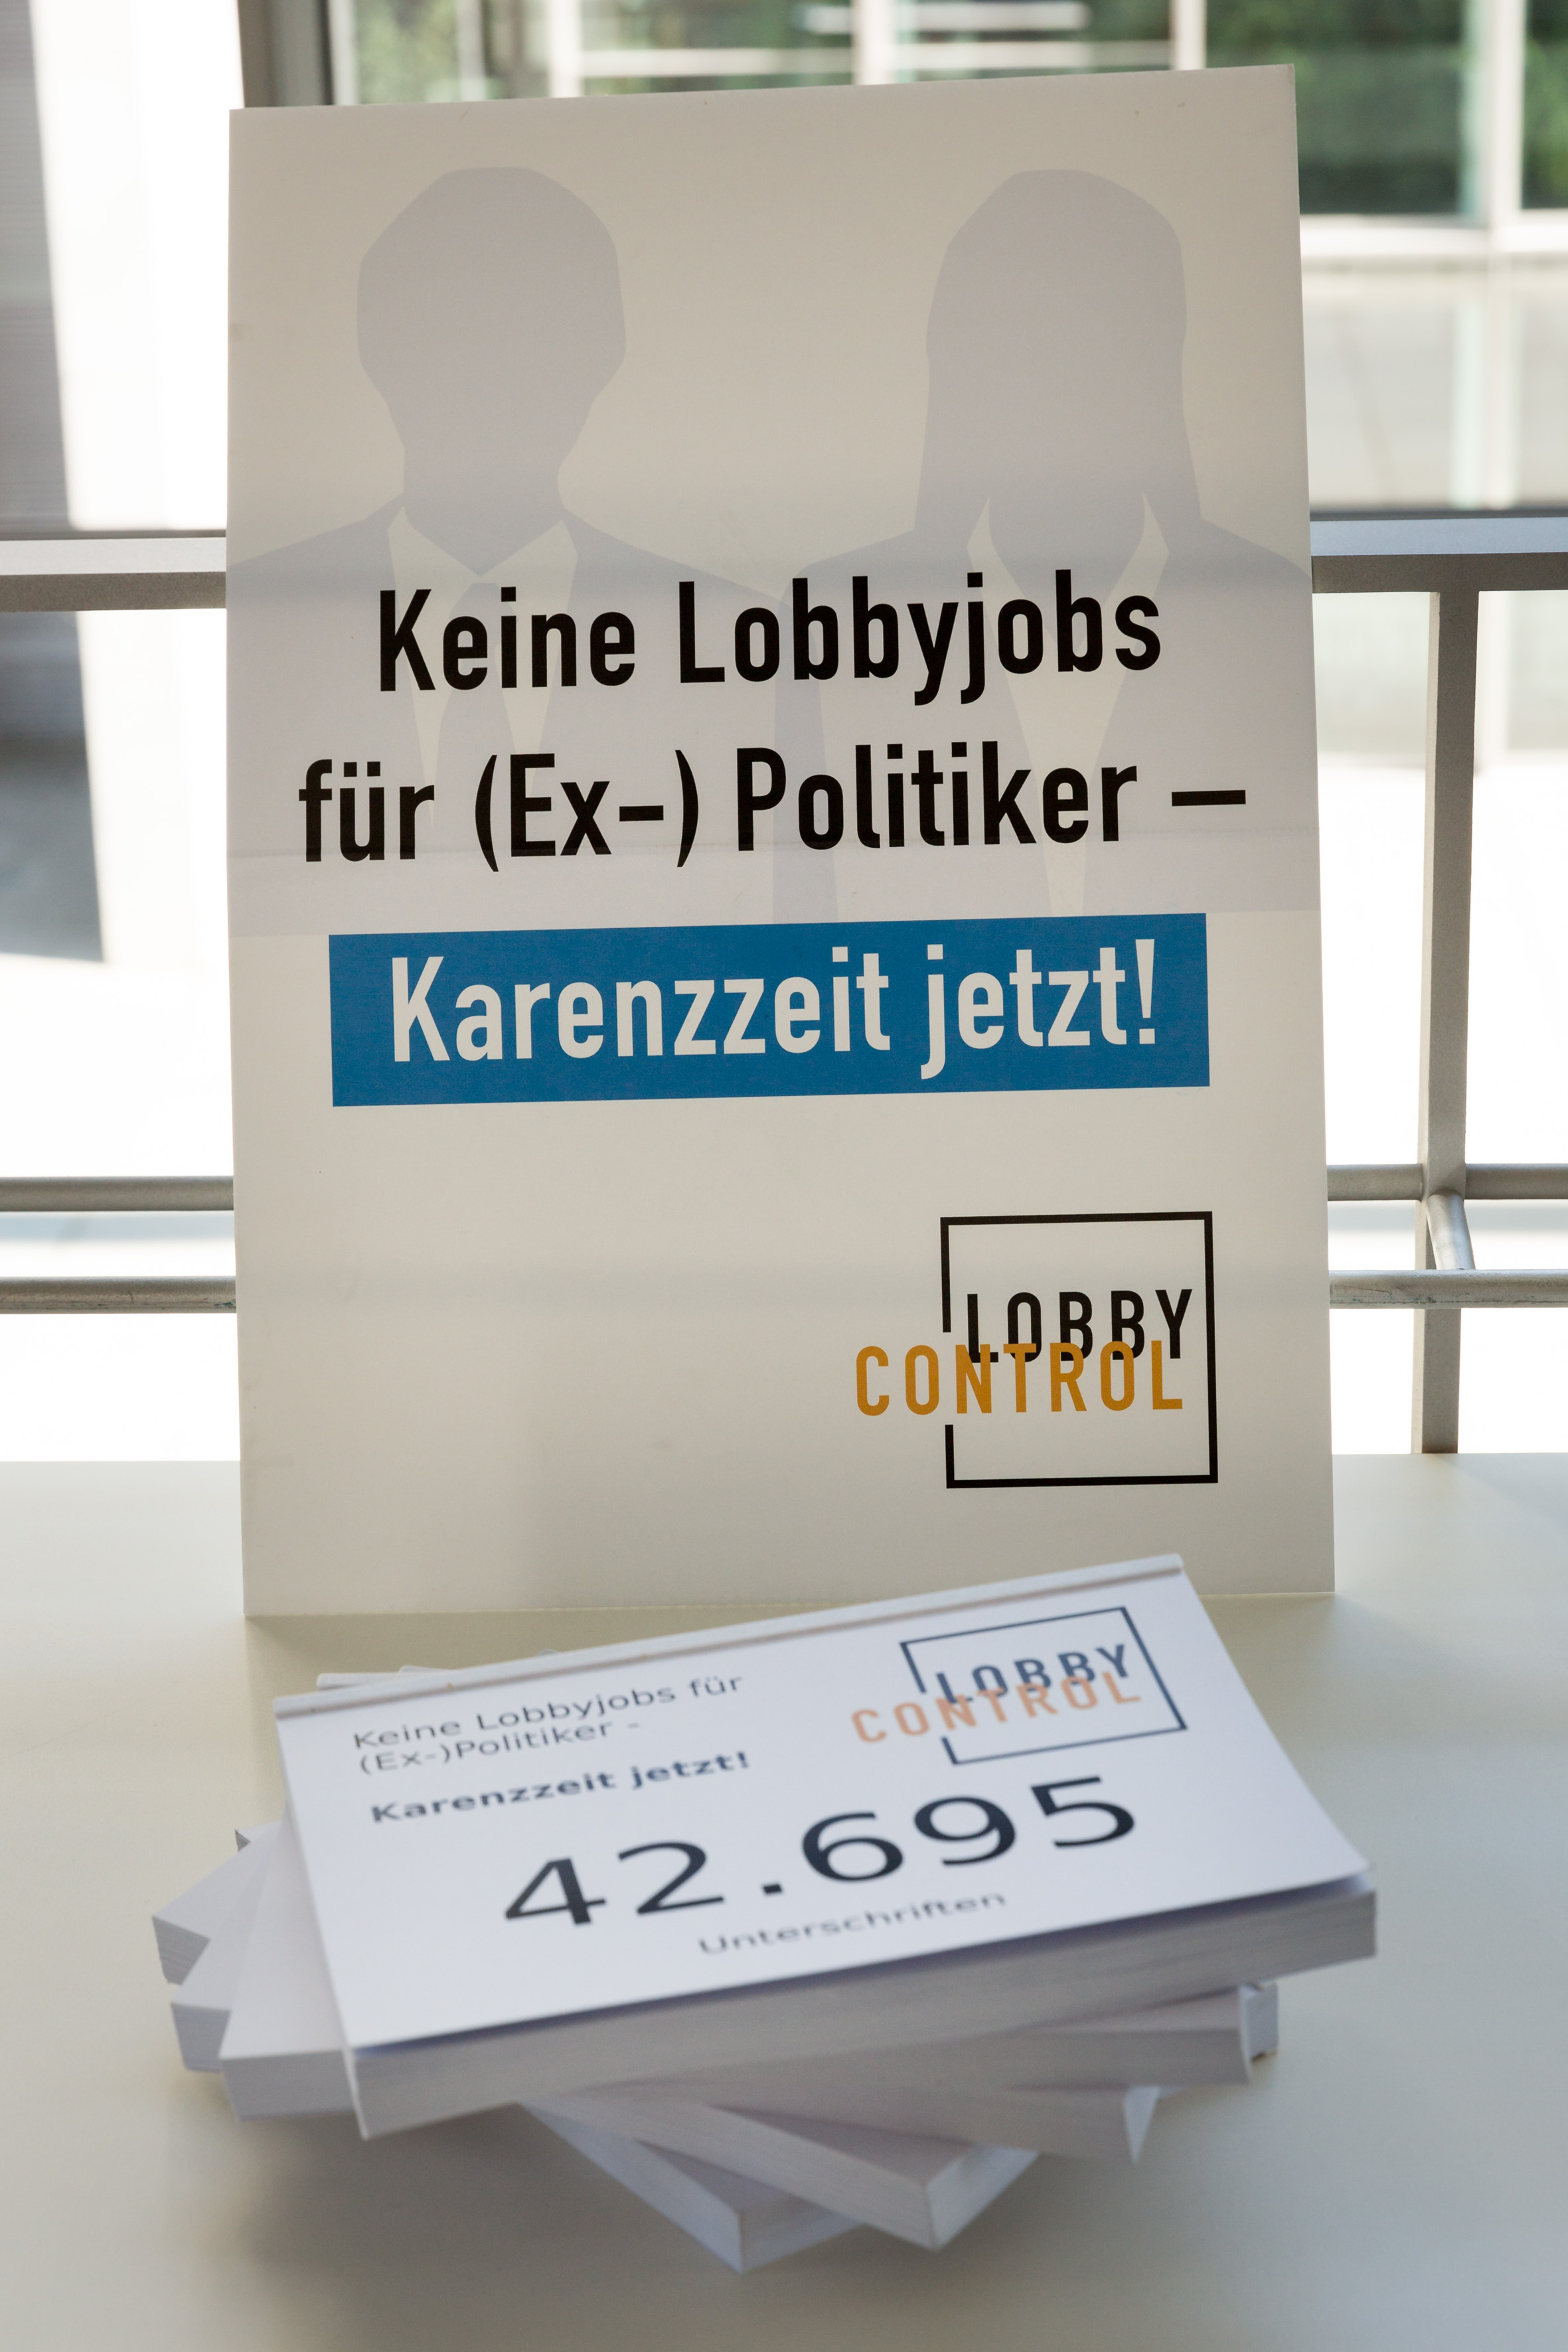 Keine Lobbyjobs
für (Ex-) Politiker –
Karenzzeit jetzt!
LOBBY
CONTROL
Keine Lobbyjobs für
(Ex-)Politiker -
Karenzzeit jetzt!
LOBBY
CONTROL
42.695
Unterschriften